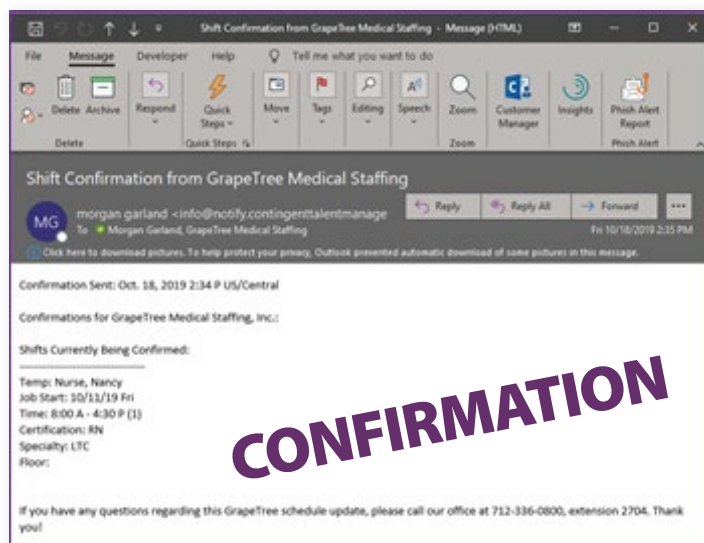 Shift Confirmation from GrapeTree Medical Staffing - Message (HTML)
File Message Developer Help Tell me what you want to do
Delete Archive Respond Quick Steps Move Tags Editing Speech Zoom Customer Manager Insights Phish Alert Report
Delete Quick Steps Zoom Phish Alert
Shift Confirmation from GrapeTree Medical Staffing
Reply Reply All Forward
MG
morgan garland <info@notify.contingenttalentmanage
To Morgan Garland, GrapeTree Medical Staffing
Fri 10/18/2019 2:35 PM
Click here to download pictures. To help protect your privacy, Outlook prevented automatic download of some pictures in this message.
Confirmation Sent: Oct. 18, 2019 2:34 P US/Central
Confirmations for GrapeTree Medical Staffing, Inc.:
Shifts Currently Being Confirmed:
Temp: Nurse, Nancy
Job Start: 10/11/19 Fri
Time: 8:00 A - 4:30 P (1)
Certification: RN
Specialty: LTC
Floor:
CONFIRMATION
If you have any questions regarding this GrapeTree schedule update, please call our office at 712-336-0800, extension 2704. Thank
you!